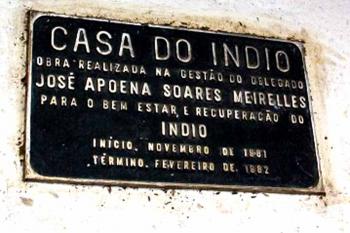 CASA DO INDIO
OBRA REALIZADA NA GESTÃO DO DELEGADO
JOSÉ APOENA SOARES MEIRELLES
PARA O BEM ESTAR E RECUPERAÇÃO DO
INDIO
INÍCIO. NOVEMBRO DE 1981
TÉRMINO. FEVEREIRO DE. 1982